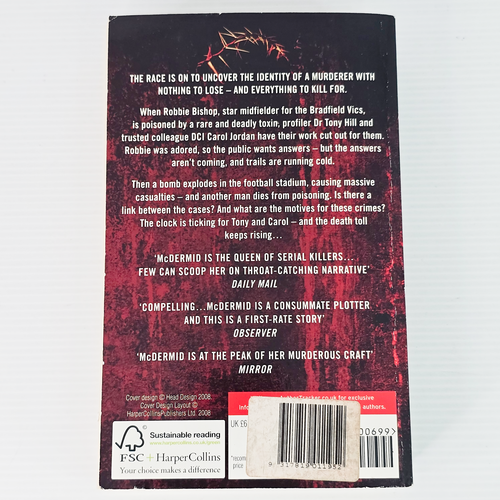 THE RACE IS ON TO UNCOVER THE IDENTITY OF A MURDERER WITH
NOTHING TO LOSE – AND EVERYTHING TO KILL FOR.
When Robbie Bishop, star midfielder for the Bradfield Vics,
is poisoned by a rare and deadly toxin, profiler Dr Tony Hill and
trusted colleague DCI Carol Jordan have their work cut out for them.
Robbie was adored, so the public wants answers – but the answers
aren't coming, and trails are running cold.
Then a bomb explodes in the football stadium, causing massive
casualties – and another man dies from poisoning. Is there a
link between the cases? And what are the motives for these crimes?
The clock is ticking for Tony and Carol – and the death toll
keeps rising...
'McDERMID IS THE QUEEN OF SERIAL KILLERS...
FEW CAN SCOOP HER ON THROAT-CATCHING NARRATIVE'
DAILY MAIL
'COMPELLING...McDERMID IS A CONSUMMATE PLOTTER
AND THIS IS A FIRST-RATE STORY'
OBSERVER
'McDERMID IS AT THE PEAK OF HER MURDEROUS CRAFT'
MIRROR
Cover design © Head Design 2008.
Cover Design Layout ©
HarperCollinsPublishers Ltd. 2008
AuthorTracker.co.uk for exclusive
authors.
UK £6
00699>
Sustainable reading
FSC + HarperCollins
Your choice makes a difference
price